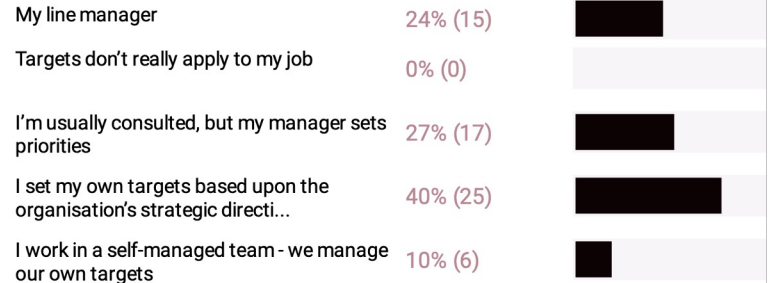 My line manager
24% (15)
Targets don’t really apply to my job
0% (0)
I’m usually consulted, but my manager sets
priorities
27% (17)
I set my own targets based upon the
organisation’s strategic directi...
40% (25)
I work in a self-managed team - we manage
our own targets
10% (6)